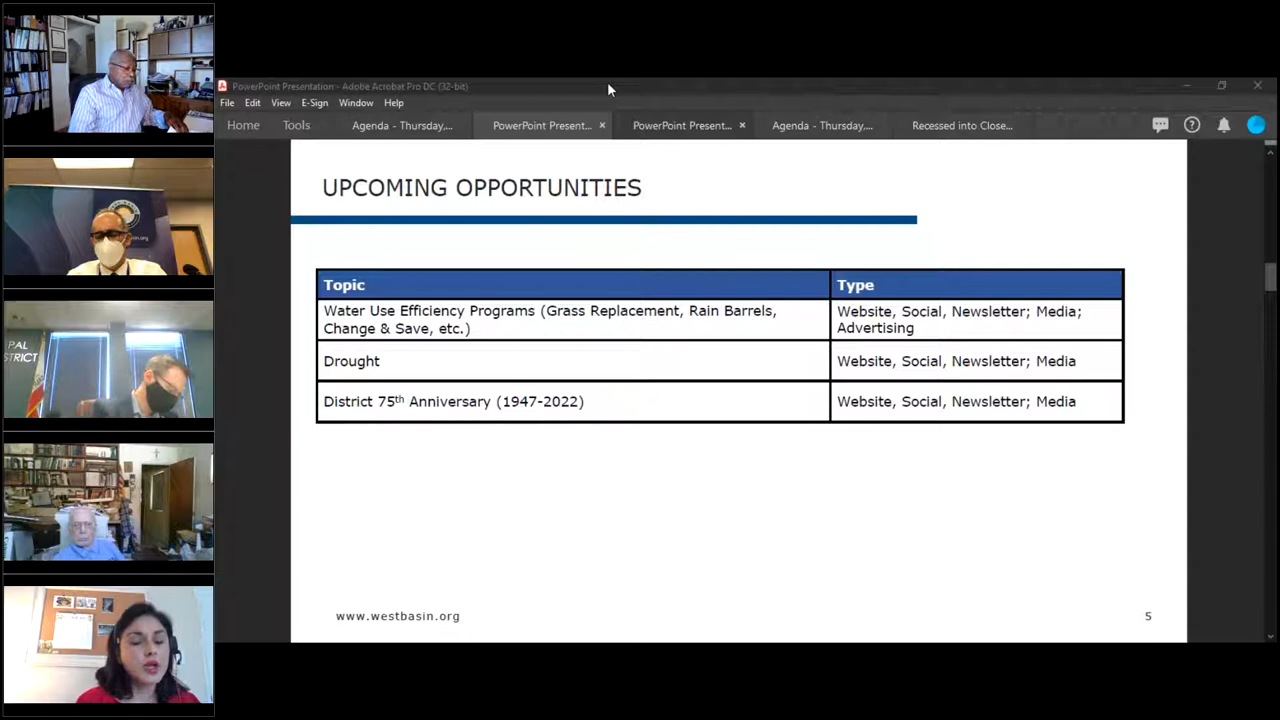 PowerPoint Presentation - Adobe Acrobat Pro DC (32-bit)
File Edit View E-Sign Window Help
Home Tools Agenda - Thursday,... PowerPoint Present... PowerPoint Present... Agenda - Thursday,... Recessed into Close...
UPCOMING OPPORTUNITIES
Topic Type
Water Use Efficiency Programs (Grass Replacement, Rain Barrels, Website, Social, Newsletter; Media;
Change & Save, etc.) Advertising
Drought Website, Social, Newsletter; Media
District 75th Anniversary (1947-2022) Website, Social, Newsletter; Media
www.westbasin.org 5
PAL
STRICT